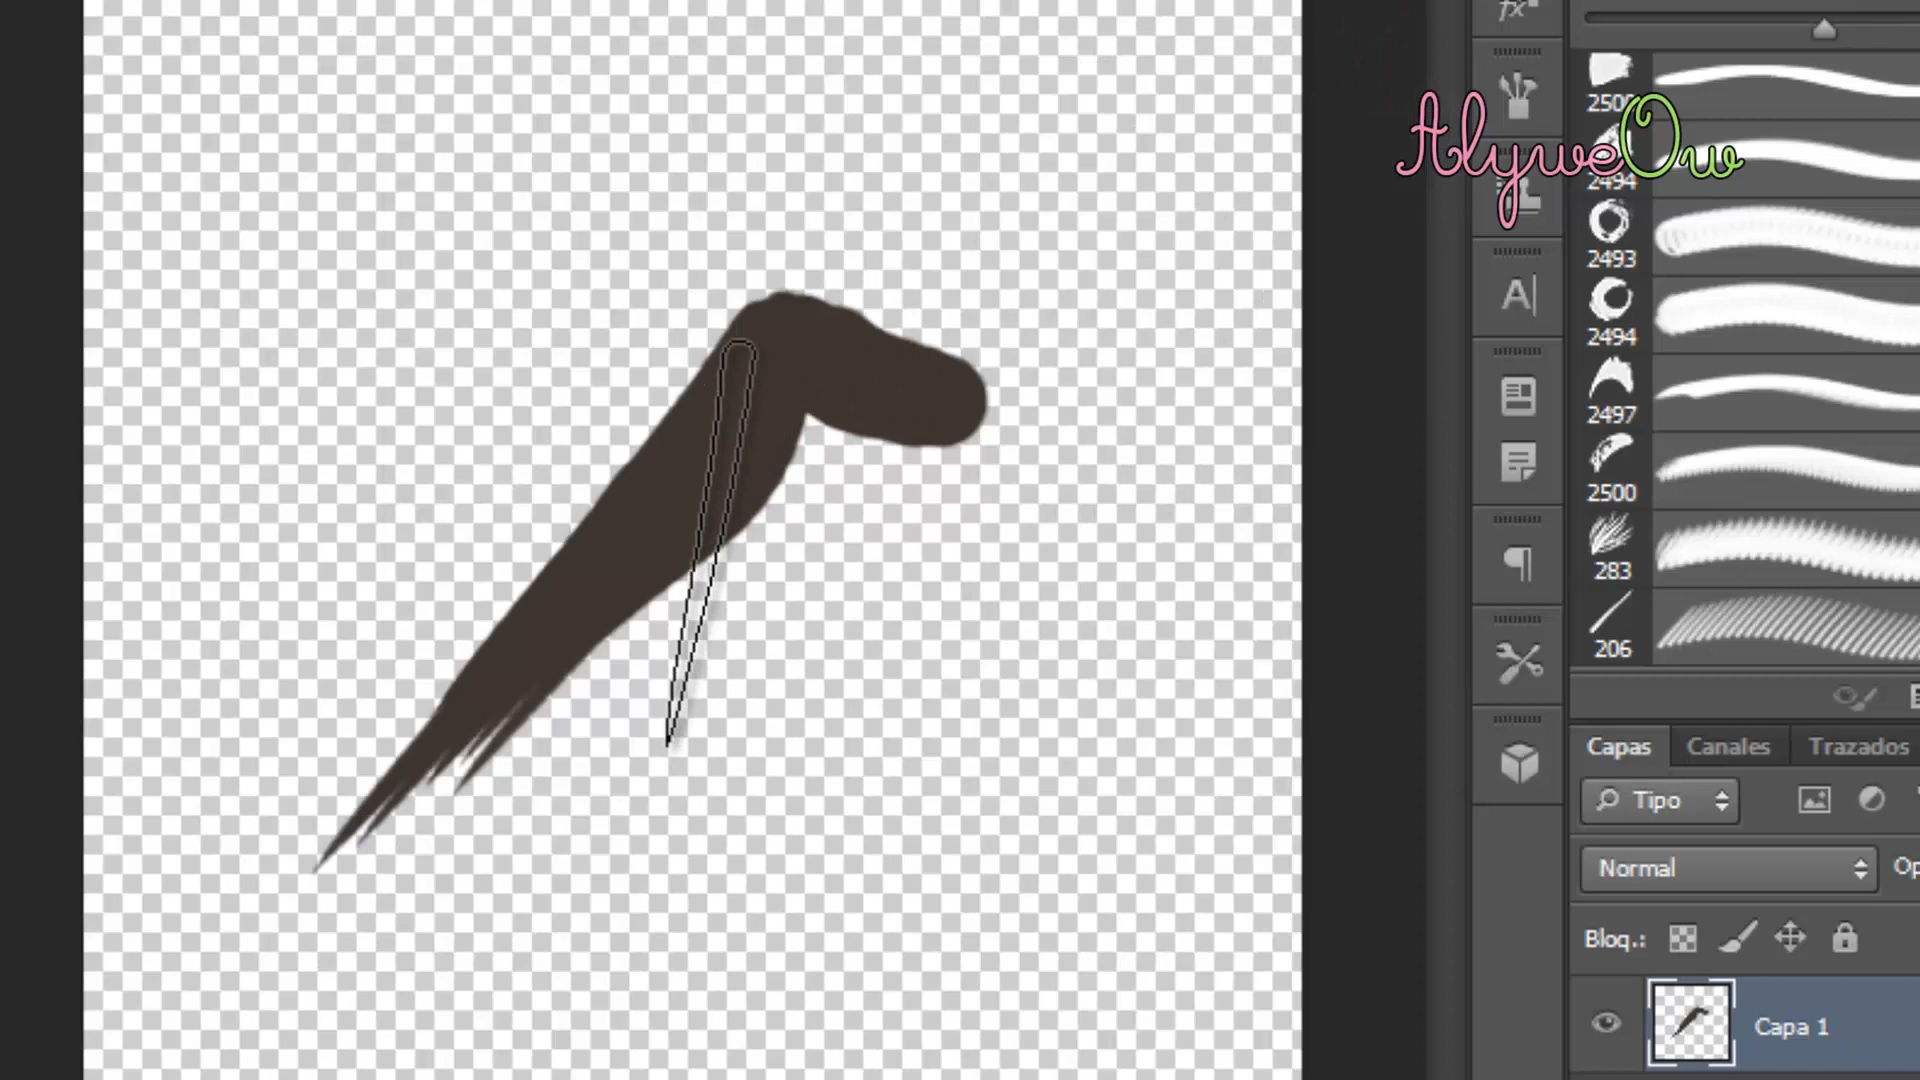 2500
AlyweOw
2494
2493
2494
2497
2500
283
206
Capas Canales Trazados
Tipo
Normal Op
Bloq.:
Capa 1